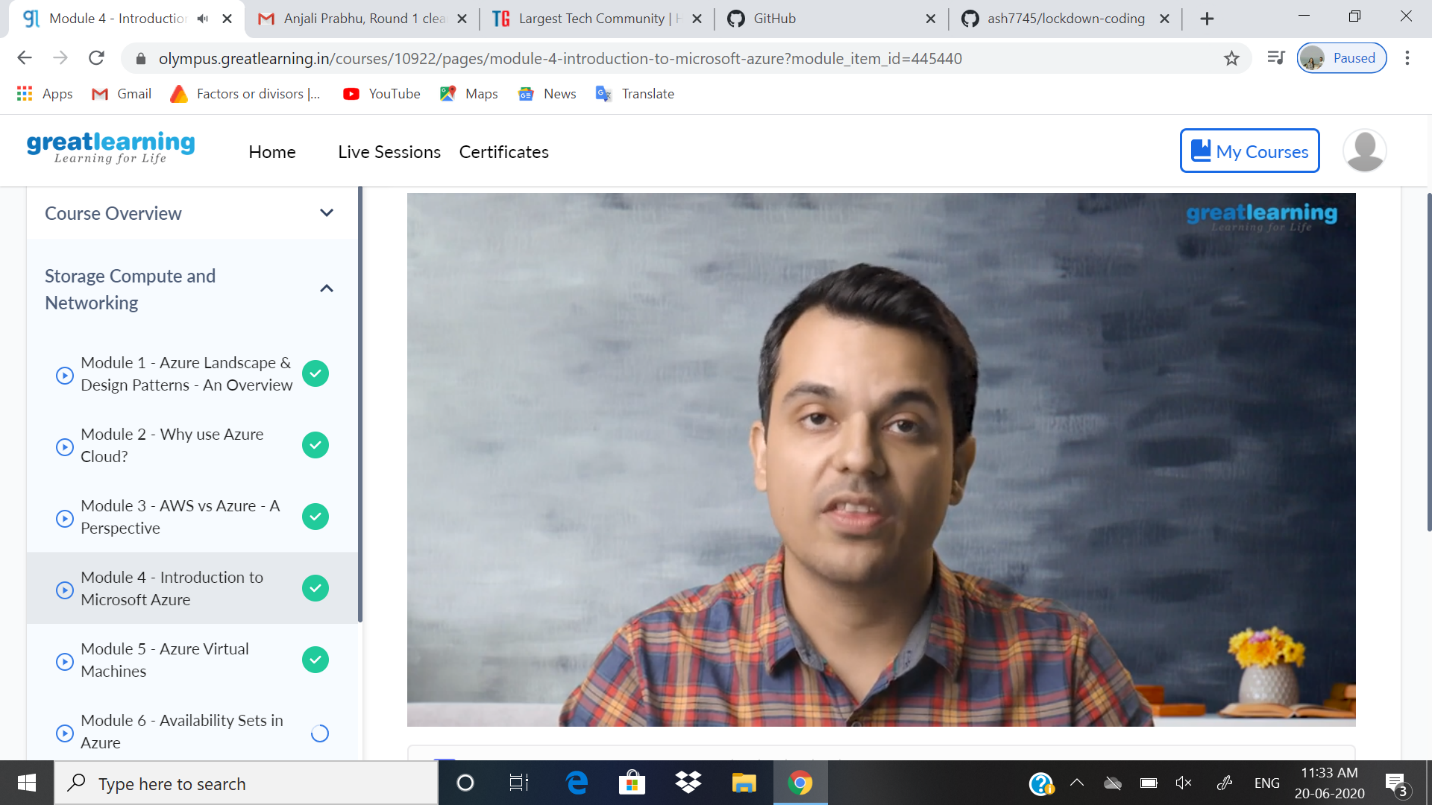 Module 4 - Introduction
Anjali Prabhu, Round 1 clea
Largest Tech Community | H
GitHub
ash7745/lockdown-coding
olympus.greatlearning.in/courses/10922/pages/module-4-introduction-to-microsoft-azure?module_item_id=445440
Paused
Apps
Gmail
Factors or divisors |...
YouTube
Maps
News
Translate
greatlearning
Learning for Life
Home
Live Sessions
Certificates
My Courses
Course Overview
Storage Compute and
Networking
Module 1 - Azure Landscape &
Design Patterns - An Overview
Module 2 - Why use Azure
Cloud?
Module 3 - AWS vs Azure - A
Perspective
Module 4 - Introduction to
Microsoft Azure
Module 5 - Azure Virtual
Machines
Module 6 - Availability Sets in
Azure
greatlearning
Learning for Life
Type here to search
ENG
11:33 AM
20-06-2020
3